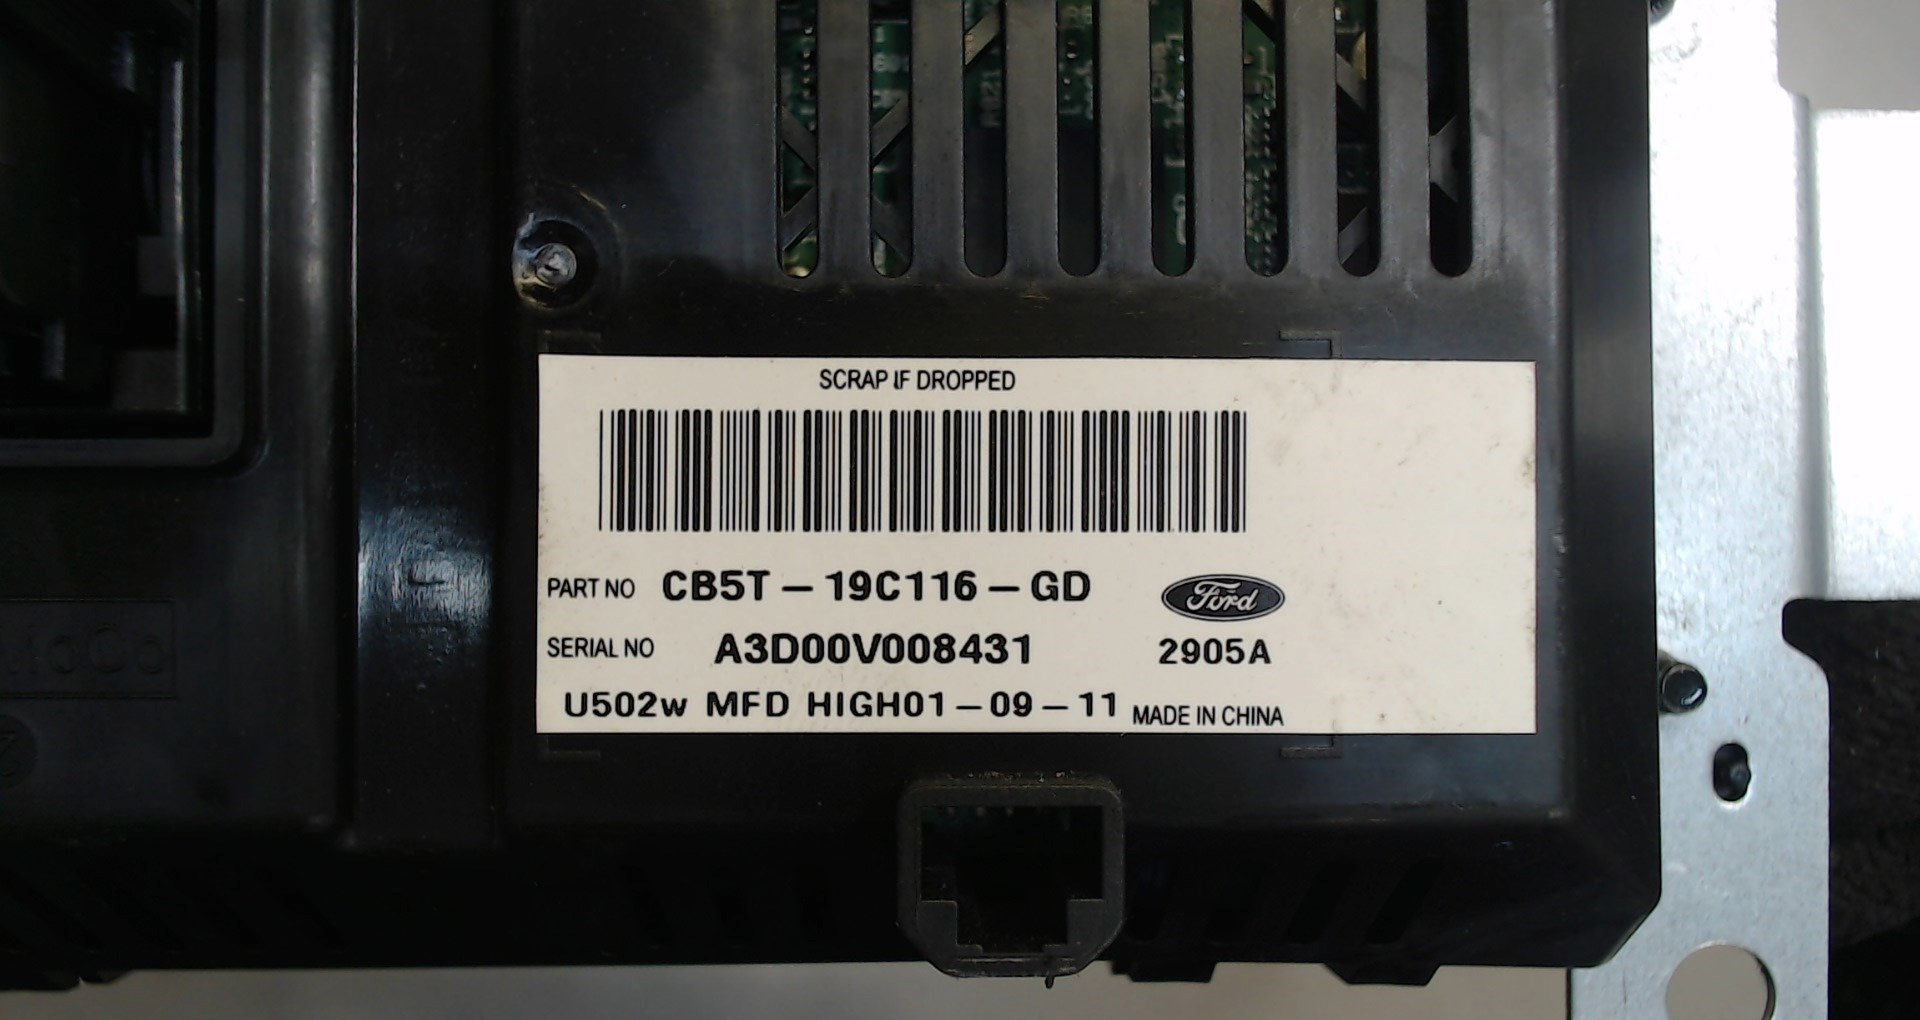 SCRAP IF DROPPED
PART NO CB5T-19C116-GD
Ford
SERIAL NO A3D00V008431 2905A
U502w MFD HIGH01-09-11 MADE IN CHINA